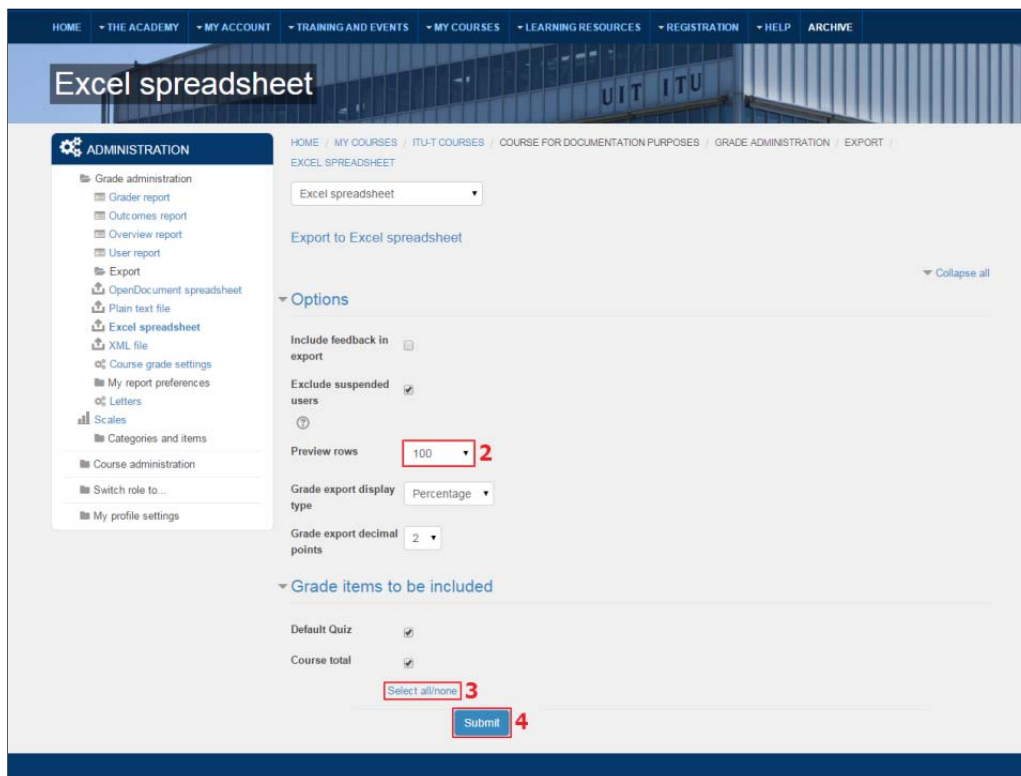 HOME THE ACADEMY MY ACCOUNT TRAINING AND EVENTS MY COURSES LEARNING RESOURCES REGISTRATION HELP ARCHIVE
Excel spreadsheet
UIT ITU
ADMINISTRATION
Grade administration
Grader report
Outcomes report
Overview report
User report
Export
OpenDocument spreadsheet
Plain text file
Excel spreadsheet
XML file
Course grade settings
My report preferences
Letters
Scales
Categories and items
Course administration
Switch role to...
My profile settings
HOME / MY COURSES / ITU-T COURSES / COURSE FOR DOCUMENTATION PURPOSES / GRADE ADMINISTRATION / EXPORT /
EXCEL SPREADSHEET
Excel spreadsheet
Export to Excel spreadsheet
Collapse all
Options
Include feedback in
export
Exclude suspended
users
?
Preview rows 100 2
Grade export display
type Percentage
Grade export decimal
points 2
Grade items to be included
Default Quiz
Course total
Select all/none 3
Submit 4